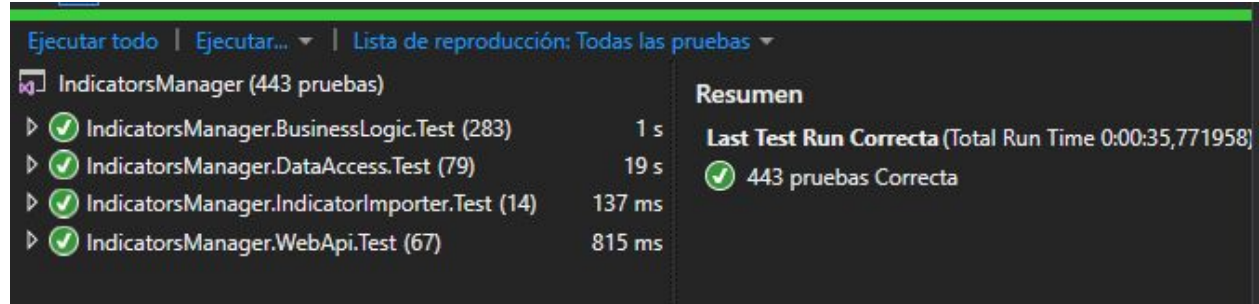 Ejecutar todo | Ejecutar... | Lista de reproducción: Todas las pruebas
IndicatorsManager (443 pruebas)
IndicatorsManager.BusinessLogic.Test (283) 1 s
IndicatorsManager.DataAccess.Test (79) 19 s
IndicatorsManager.IndicatorImporter.Test (14) 137 ms
IndicatorsManager.WebApi.Test (67) 815 ms
Resumen
Last Test Run Correcta (Total Run Time 0:00:35,771958)
443 pruebas Correcta